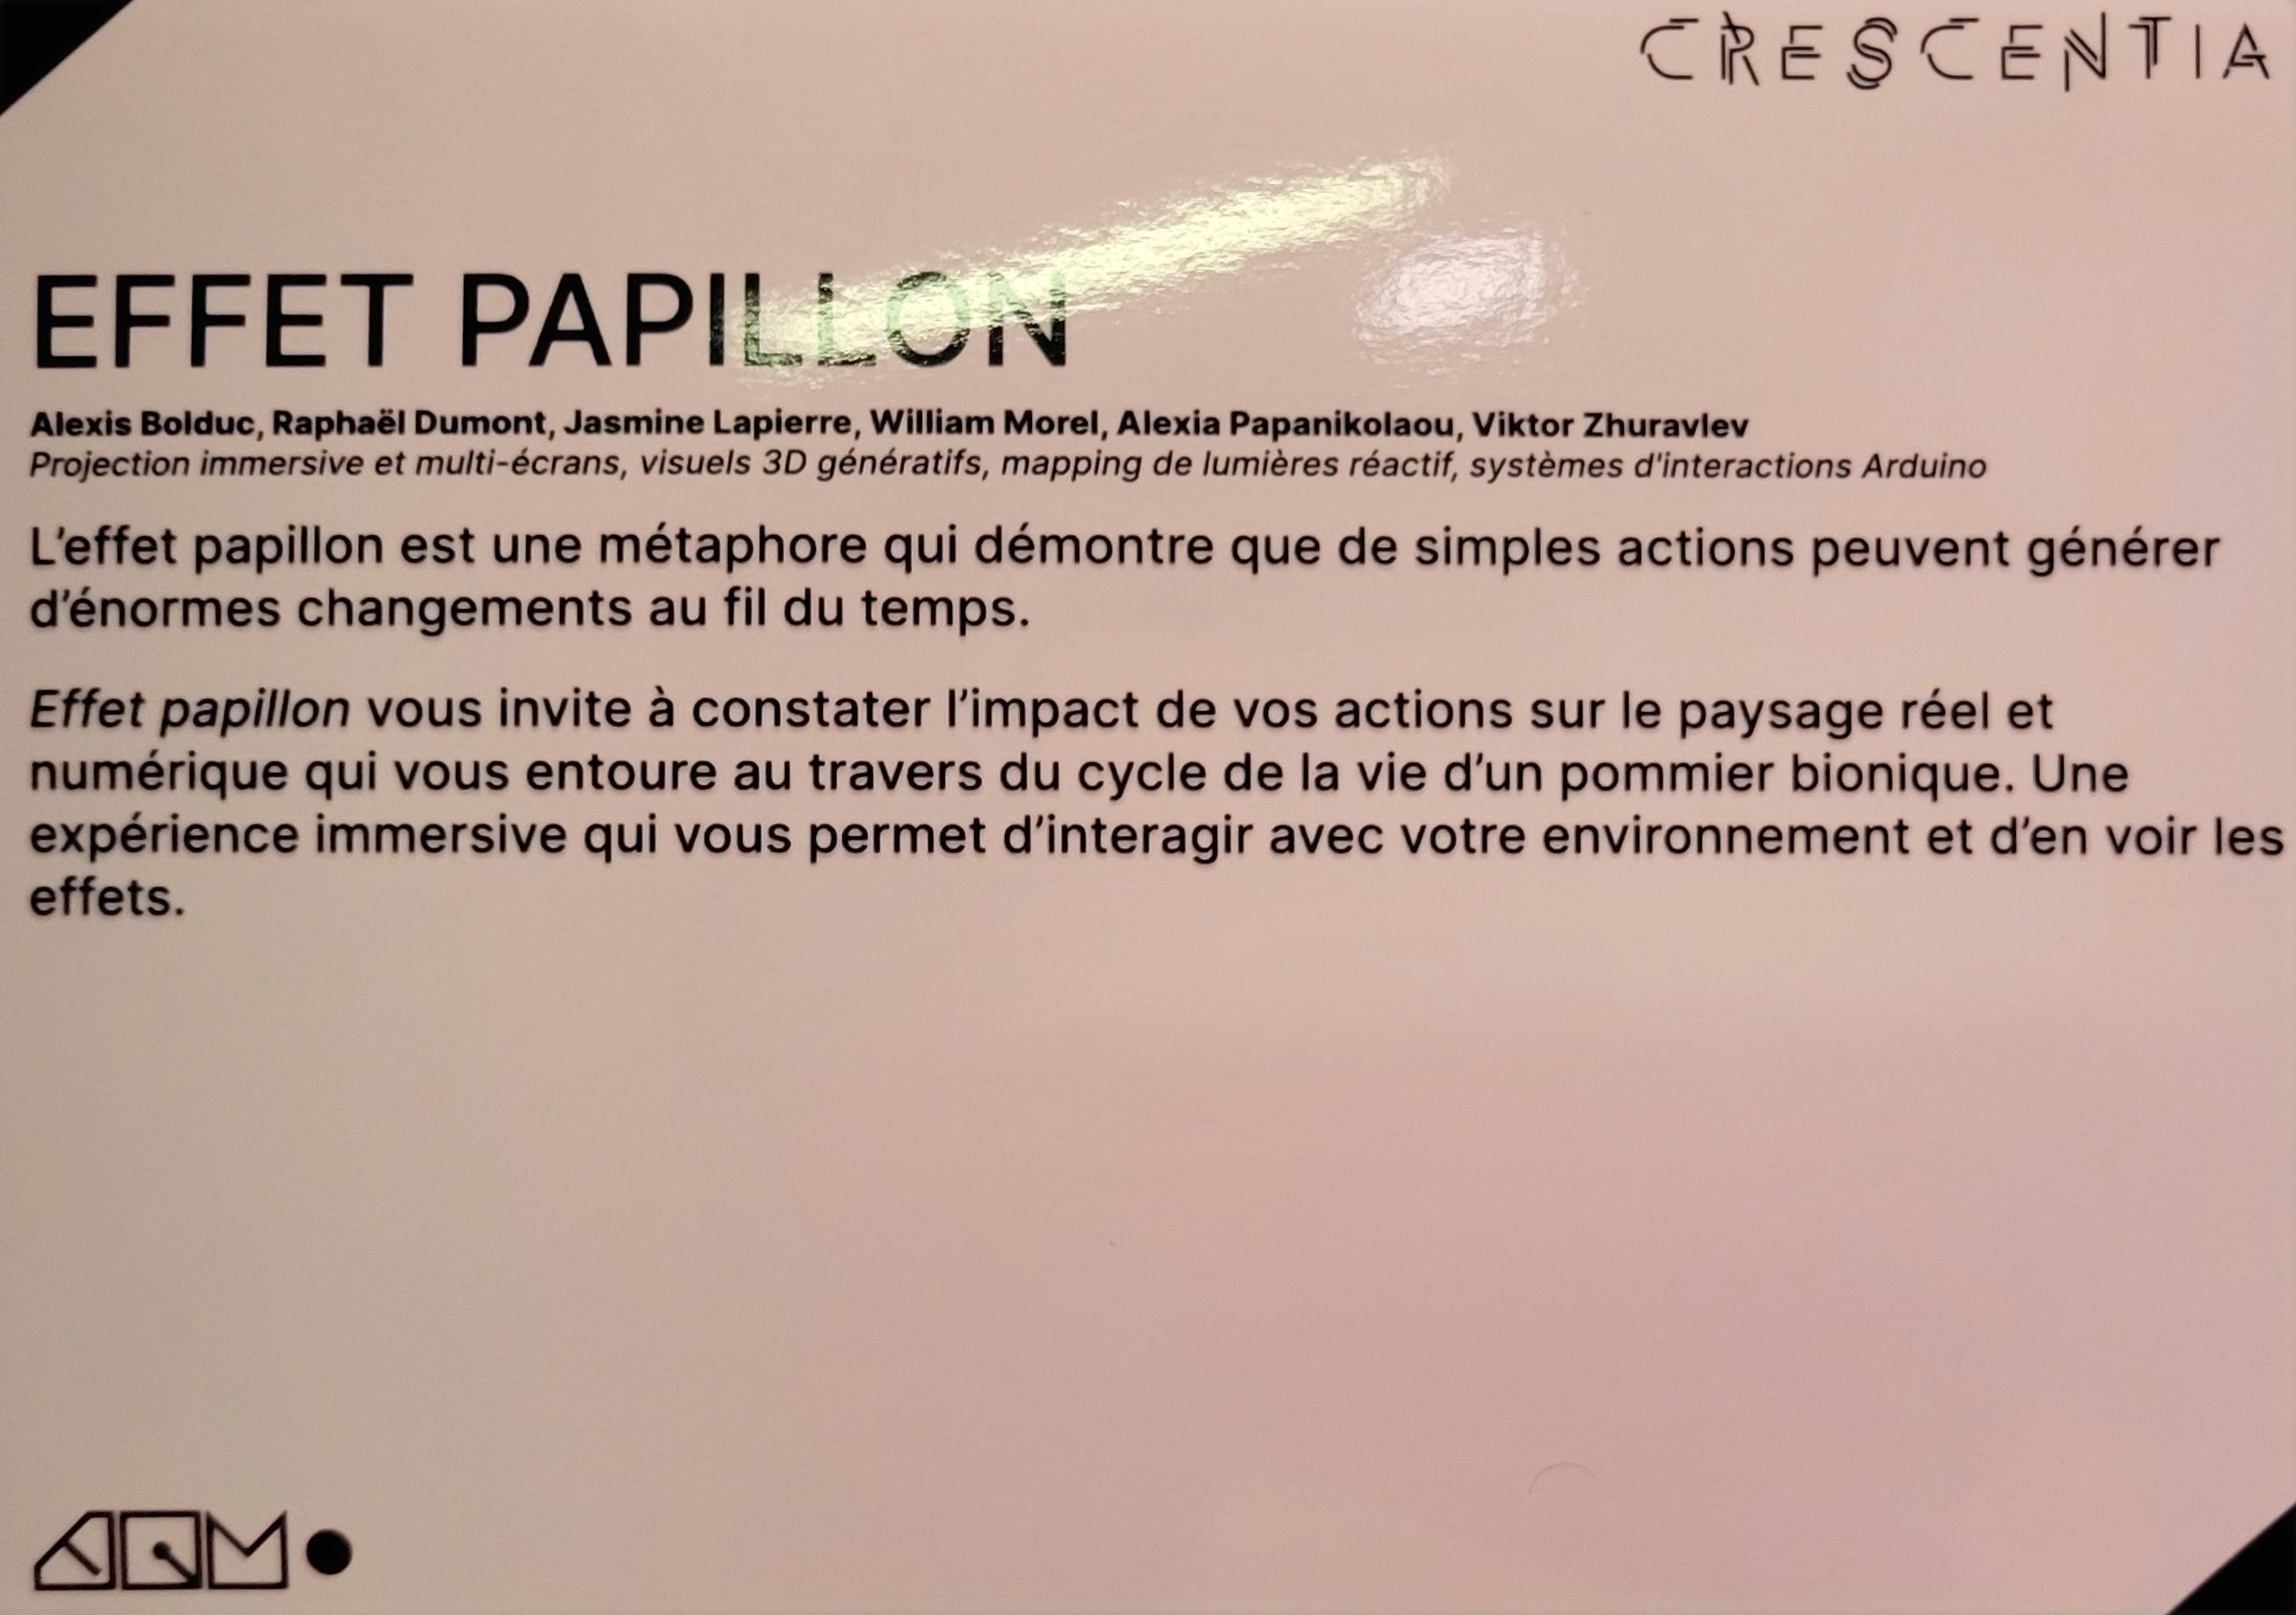 CRESCENTIA
EFFET PAPILLON
Alexis Bolduc, Raphaël Dumont, Jasmine Lapierre, William Morel, Alexia Papanikolaou, Viktor Zhuravlev
Projection immersive et multi-écrans, visuels 3D génératifs, mapping de lumières réactif, systèmes d'interactions Arduino
L’effet papillon est une métaphore qui démontre que de simples actions peuvent générer
d’énormes changements au fil du temps.
Effet papillon vous invite à constater l’impact de vos actions sur le paysage réel et
numérique qui vous entoure au travers du cycle de la vie d’un pommier bionique. Une
expérience immersive qui vous permet d’interagir avec votre environnement et d’en voir les
effets.